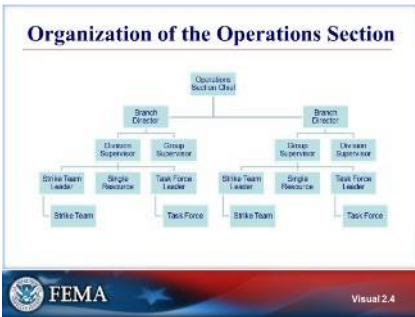 Organization of the Operations Section
Operations
Section Chief
Branch
Director
Branch
Director
Division
Supervisor
Group
Supervisor
Group
Supervisor
Division
Supervisor
Strike Team
Leader
Single
Resource
Task Force
Leader
Strike Team
Leader
Single
Resource
Task Force
Leader
Strike Team
Task Force
Strike Team
Task Force
FEMA
Visual 2.4